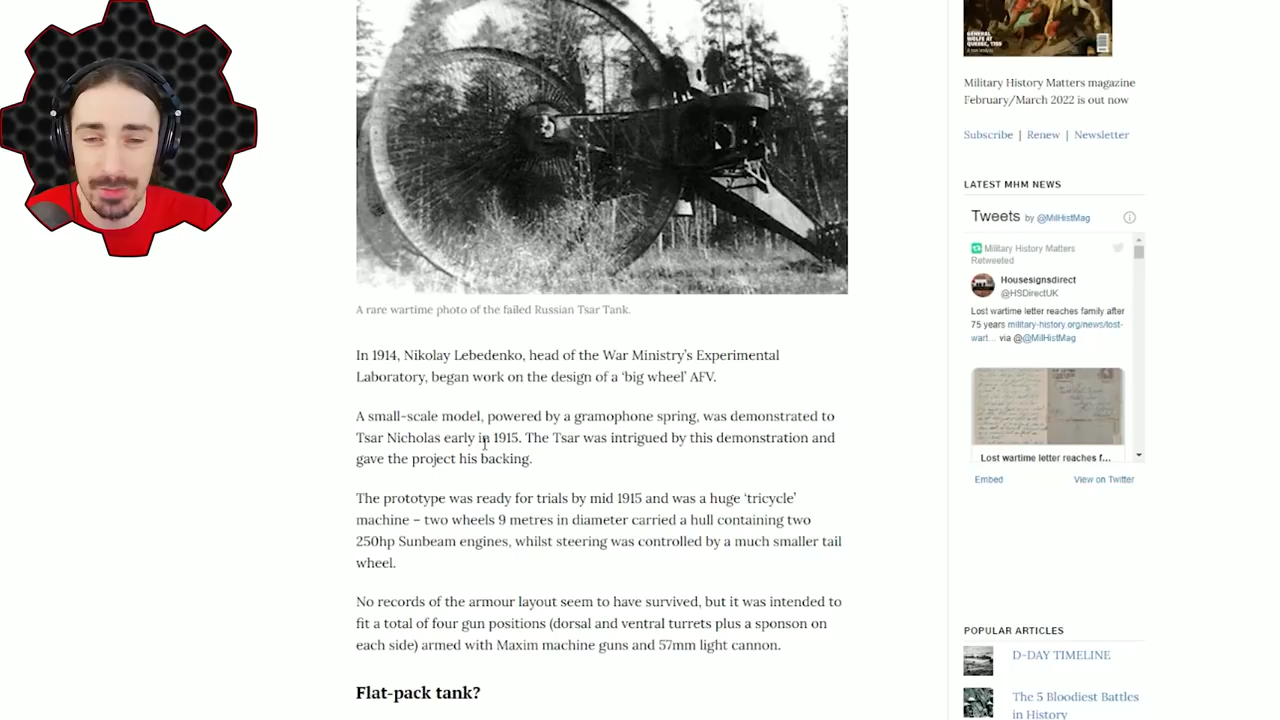 GENERAL
WOLFE AT
QUEBEC, 1759
Military History Matters magazine
February/March 2022 is out now
Subscribe | Renew | Newsletter
LATEST MHM NEWS
Tweets by @MilHistMag
Military History Matters
Retweeted
Housesignsdirect
@HSDirectUK
Lost wartime letter reaches family after
75 years military-history.org/news/lost-
wart… via @@MilHistMag
Lost wartime letter reaches f…
Embed
View on Twitter
POPULAR ARTICLES
D-DAY TIMELINE
The 5 Bloodiest Battles
in History
A rare wartime photo of the failed Russian Tsar Tank.
In 1914, Nikolay Lebedenko, head of the War Ministry's Experimental
Laboratory, began work on the design of a 'big wheel' AFV.
A small-scale model, powered by a gramophone spring, was demonstrated to
Tsar Nicholas early in 1915. The Tsar was intrigued by this demonstration and
gave the project his backing.
The prototype was ready for trials by mid 1915 and was a huge 'tricycle'
machine – two wheels 9 metres in diameter carried a hull containing two
250hp Sunbeam engines, whilst steering was controlled by a much smaller tail
wheel.
No records of the armour layout seem to have survived, but it was intended to
fit a total of four gun positions (dorsal and ventral turrets plus a sponson on
each side) armed with Maxim machine guns and 57mm light cannon.
Flat-pack tank?